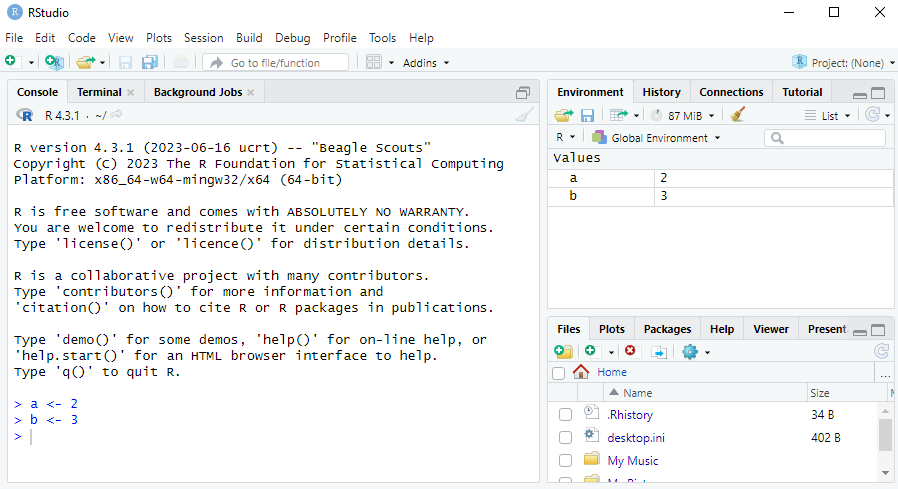 RStudio
File Edit Code View Plots Session Build Debug Profile Tools Help
Go to file/function Addins Project: (None)
Console Terminal Background Jobs
R 4.3.1 · ~/
R version 4.3.1 (2023-06-16 ucrt) -- "Beagle Scouts"
Copyright (C) 2023 The R Foundation for Statistical Computing
Platform: x86_64-w64-mingw32/x64 (64-bit)
R is free software and comes with ABSOLUTELY NO WARRANTY.
You are welcome to redistribute it under certain conditions.
Type 'license()' or 'licence()' for distribution details.
R is a collaborative project with many contributors.
Type 'contributors()' for more information and
'citation()' on how to cite R or R packages in publications.
Type 'demo()' for some demos, 'help()' for on-line help, or
'help.start()' for an HTML browser interface to help.
Type 'q()' to quit R.
> a <- 2
> b <- 3
>
Environment History Connections Tutorial
87 MiB List
R Global Environment
Values
a 2
b 3
Files Plots Packages Help Viewer Present
Home ...
Name Size
.Rhistory 34 B
desktop.ini 402 B
My Music